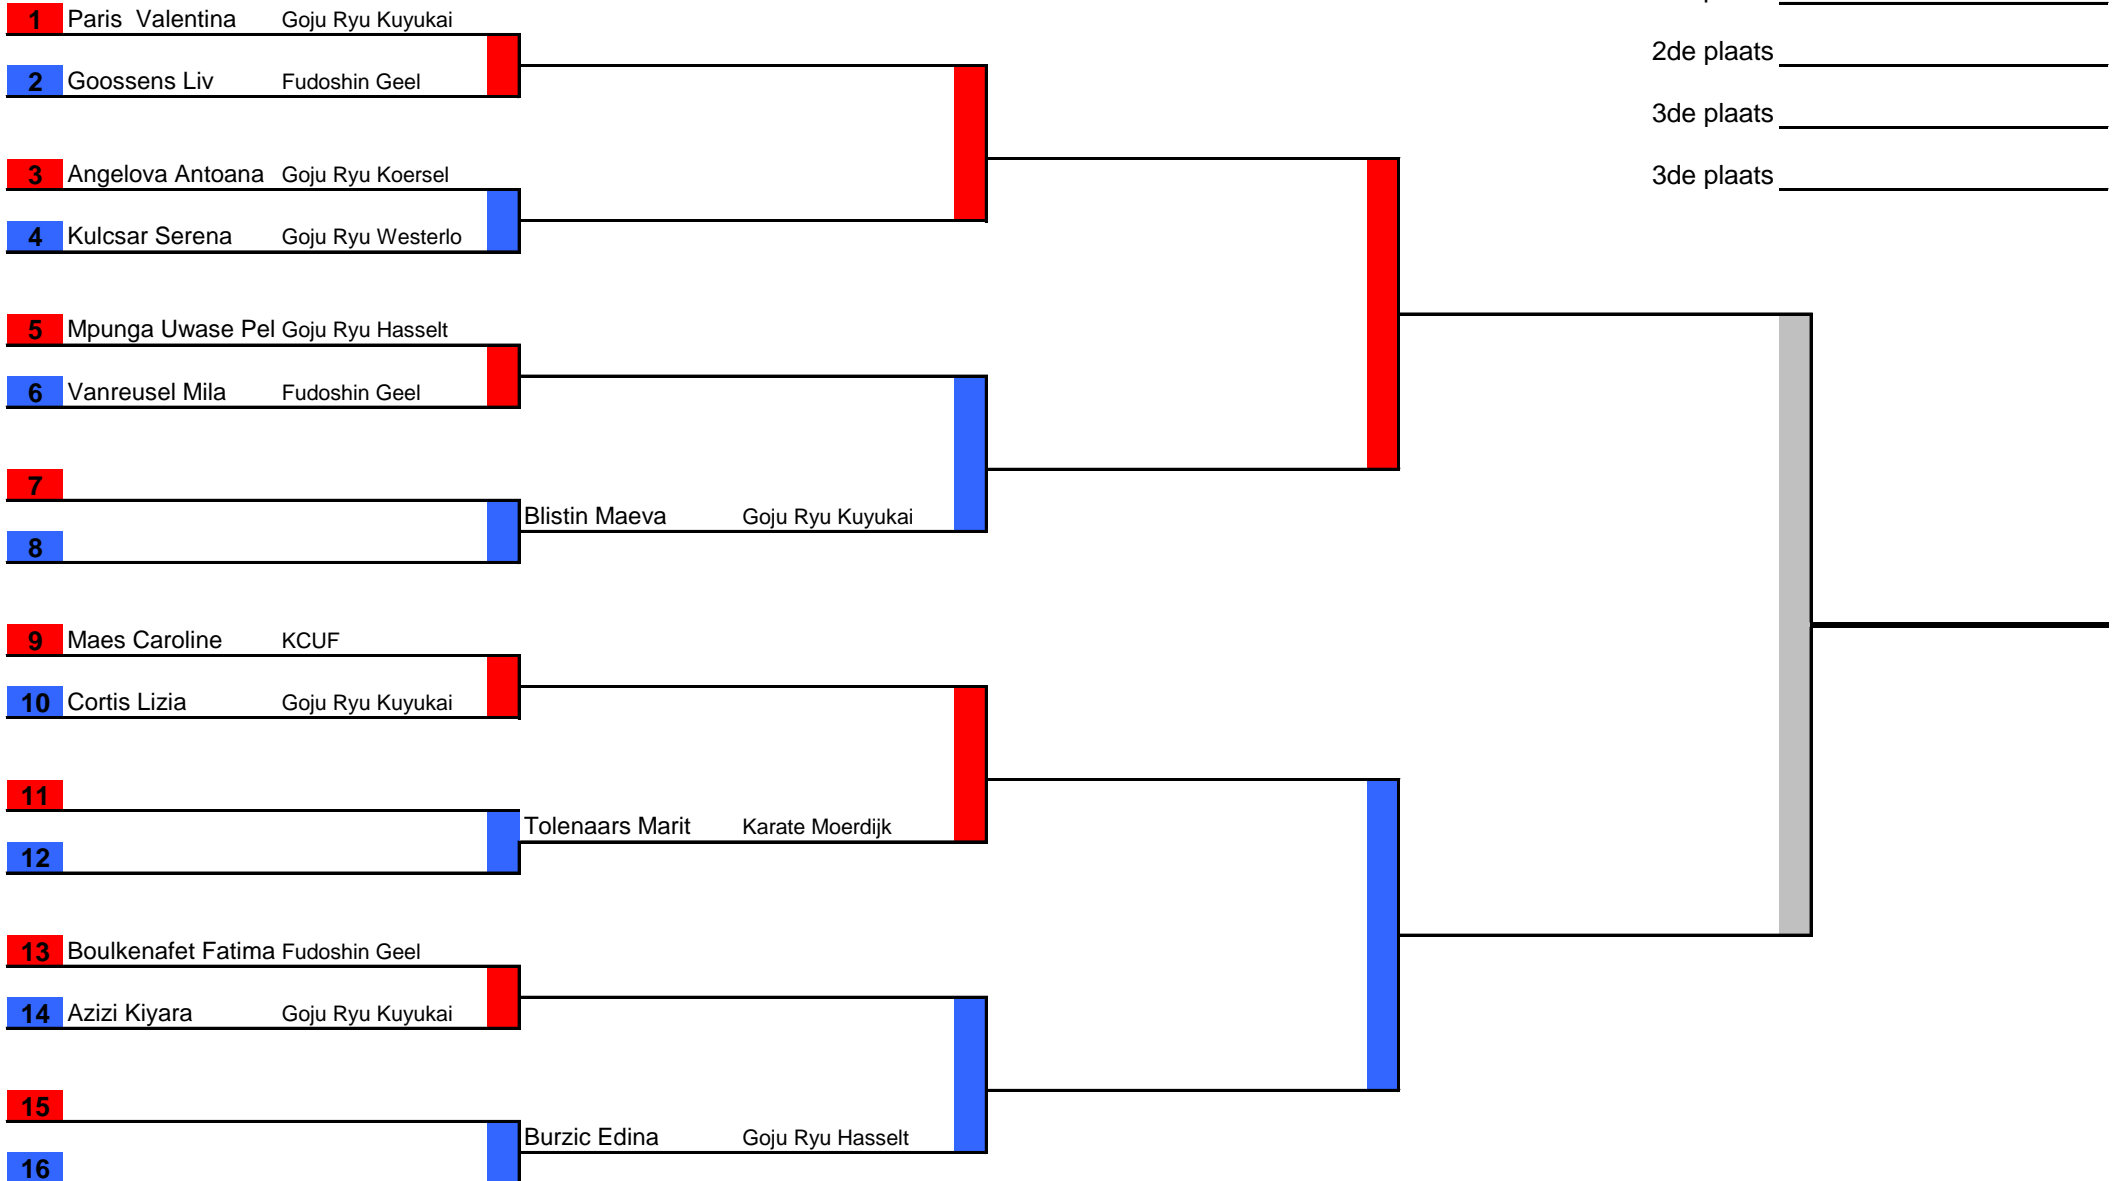 1 Paris  Valentina Goju Ryu Kuyukai
2de plaats
2 Goossens Liv Fudoshin Geel
3de plaats
3 Angelova Antoana Goju Ryu Koersel
3de plaats
4 Kulcsar Serena Goju Ryu Westerlo
5 Mpunga Uwase Pel Goju Ryu Hasselt
6 Vanreusel Mila Fudoshin Geel
7
Blistin Maeva Goju Ryu Kuyukai
8
9 Maes Caroline KCUF
10 Cortis Lizia Goju Ryu Kuyukai
11
Tolenaars Marit Karate Moerdijk
12
13 Boulkenafet Fatima Fudoshin Geel
14 Azizi Kiyara Goju Ryu Kuyukai
15
Burzic Edina Goju Ryu Hasselt
16